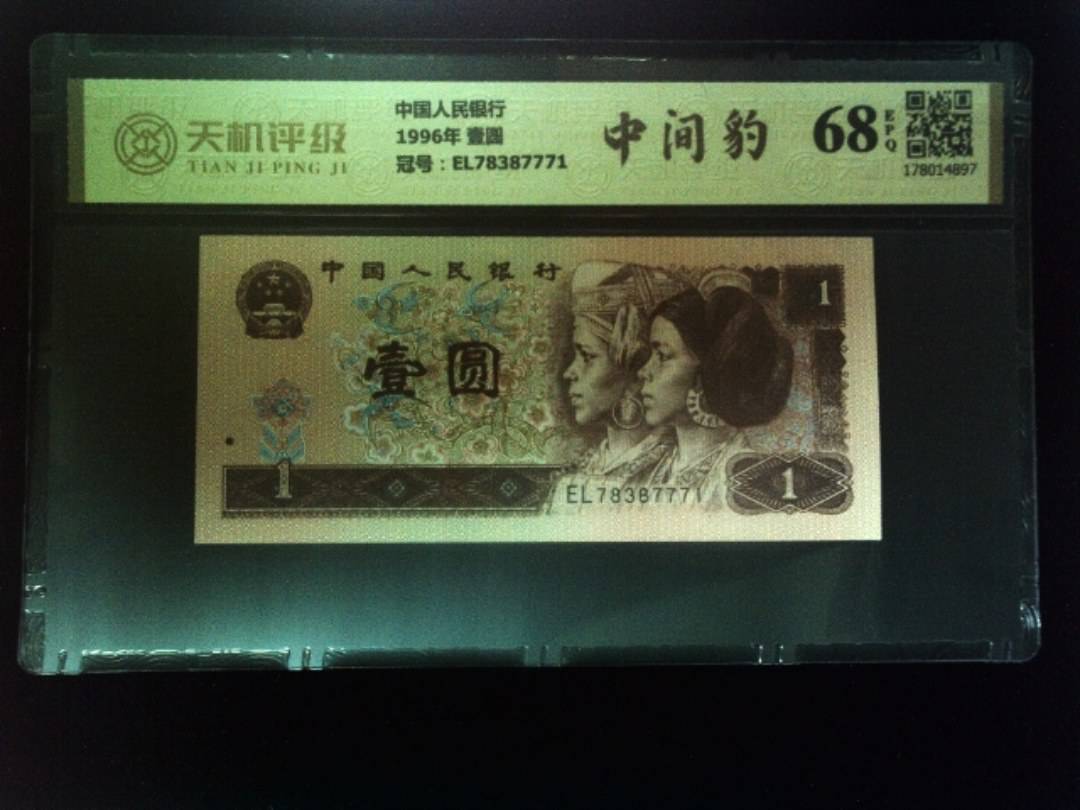 天机评级
TIAN JI PING JI
中国人民银行
1996年 壹圆
冠号：EL78387771
中间豹
68
EPQ
178014897
中国人民银行
1
壹圆
1
EL78387771
1